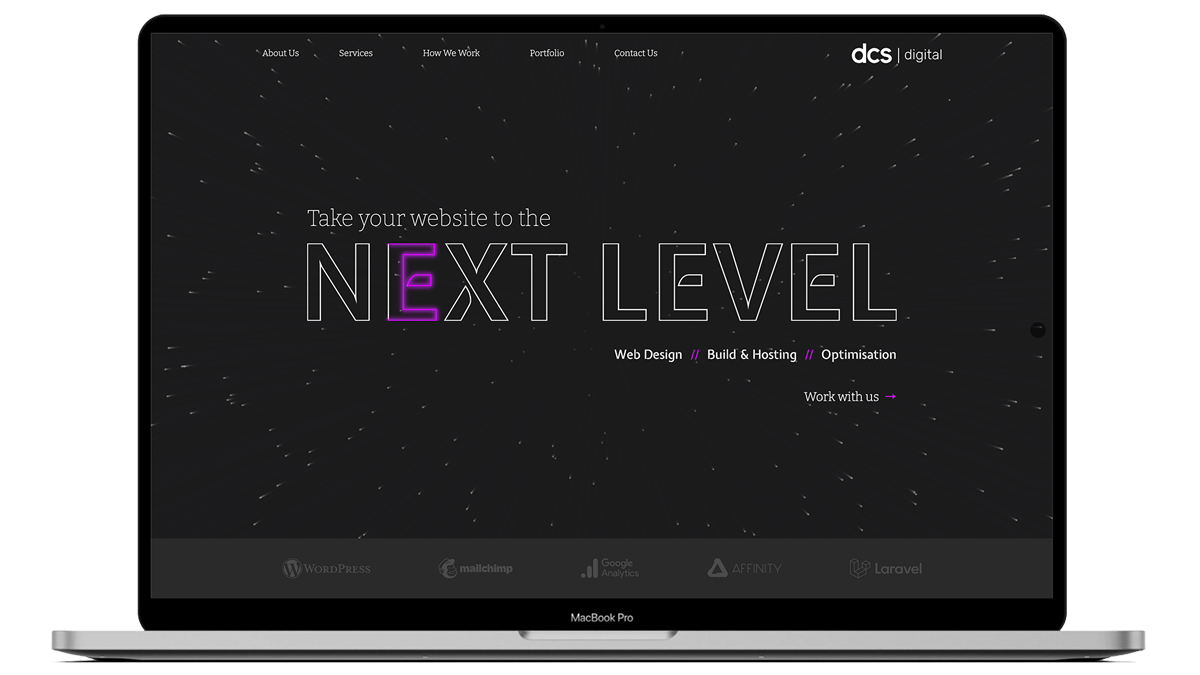 About Us Services How We Work Portfolio Contact Us dcs | digital
Take your website to the
NEXT LEVEL
Web Design // Build & Hosting // Optimisation
Work with us →
WORDPRESS mailchimp Google Analytics AFFINITY Laravel
MacBook Pro